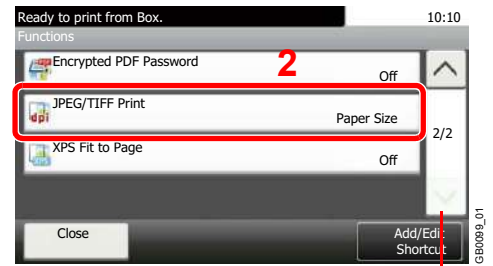 Ready to print from Box. 10:10
Functions
Encrypted PDF Password
2
Off
JPEG/TIFF Print
dpi
Paper Size
2/2
XPS Fit to Page
Off
Close
Add/Edit
Shortcut
GB0099_01